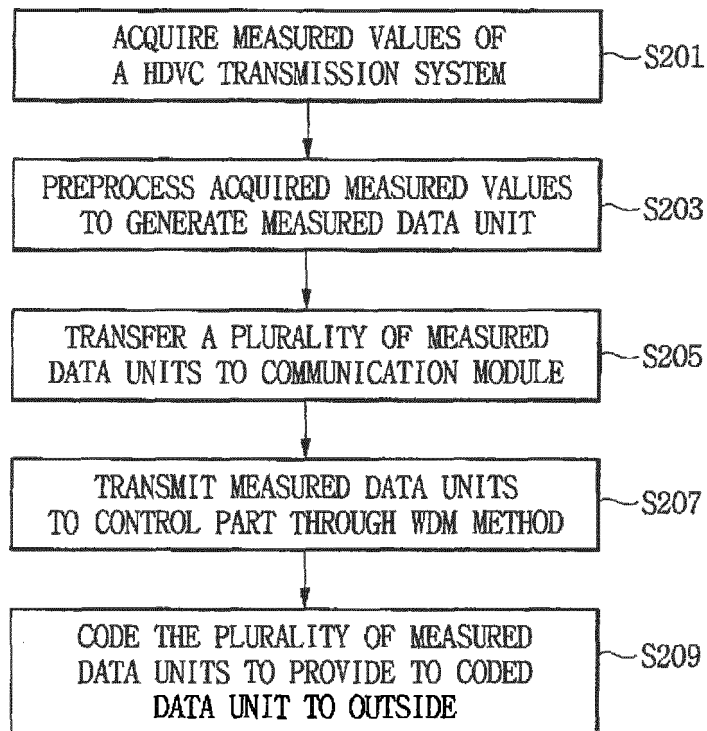 ACQUIRE MEASURED VALUES OF
A HDVC TRANSMISSION SYSTEM
S201
PREPROCESS ACQUIRED MEASURED VALUES
TO GENERATE MEASURED DATA UNIT
S203
TRANSFER A PLURALITY OF MEASURED
DATA UNITS TO COMMUNICATION MODULE
S205
TRANSMIT MEASURED DATA UNITS
TO CONTROL PART THROUGH WDM METHOD
S207
CODE THE PLURALITY OF MEASURED
DATA UNITS TO PROVIDE TO CODED
DATA UNIT TO OUTSIDE
S209